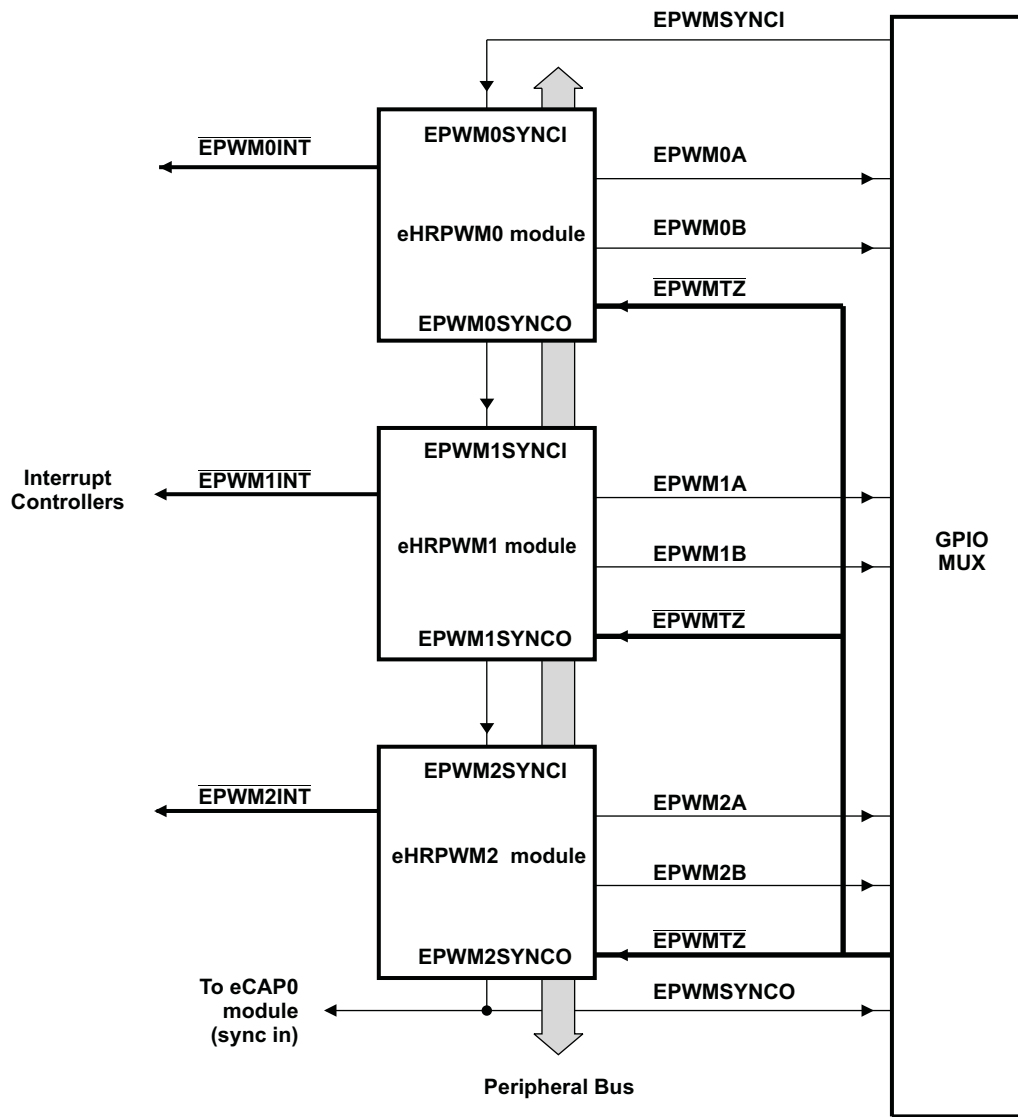 EPWMSYNCI
EPWM0SYNCI
EPWM0INT
EPWM0A
eHRPWM0 module
EPWM0B
EPWMTZ
EPWM0SYNCO
EPWM1SYNCI
Interrupt
Controllers
EPWM1INT
EPWM1A
eHRPWM1 module
EPWM1B
GPIO
MUX
EPWMTZ
EPWM1SYNCO
EPWM2SYNCI
EPWM2INT
EPWM2A
eHRPWM2 module
EPWM2B
EPWMTZ
EPWM2SYNCO
To eCAP0
module
(sync in)
EPWMSYNCO
Peripheral Bus